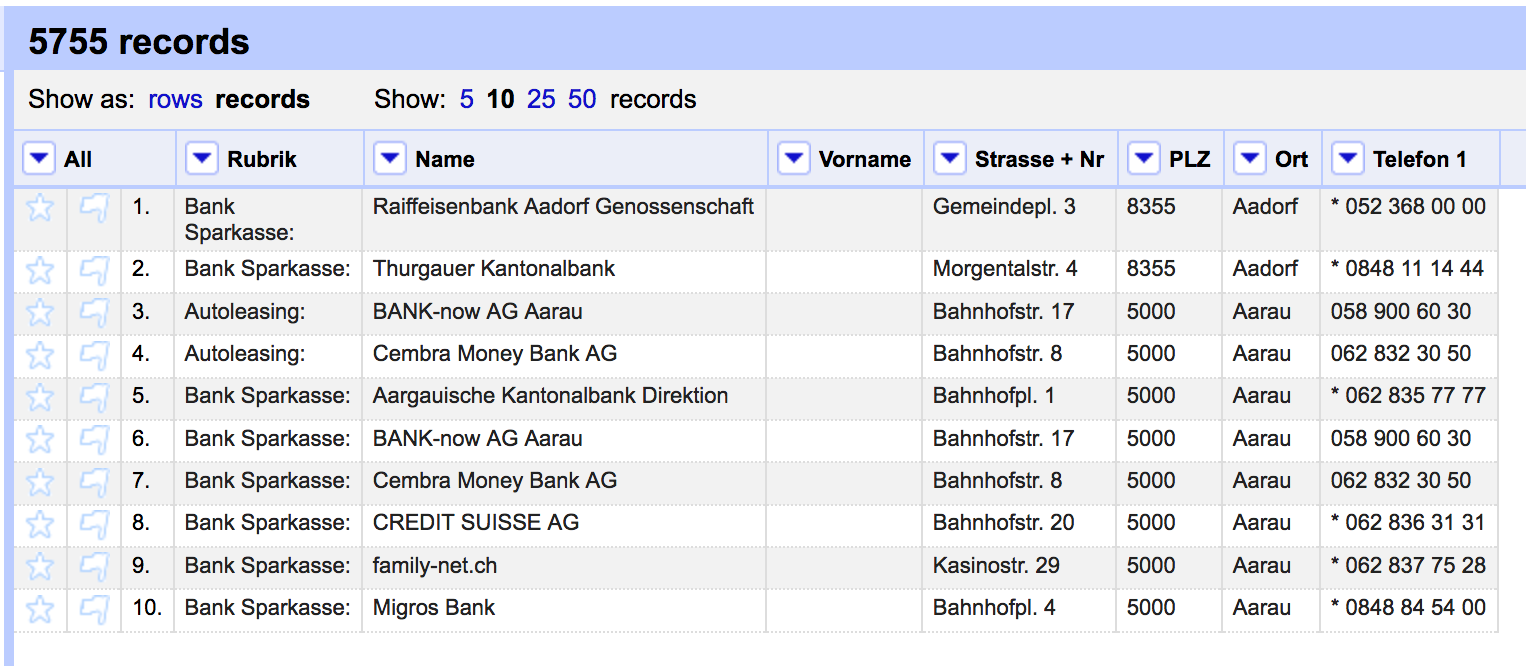 5755 records
Show as: rows records Show: 5 10 25 50 records
All Rubrik Name Vorname Strasse + Nr PLZ Ort Telefon 1
1. Bank Raiffeisenbank Aadorf Genossenschaft Gemeindepl. 3 8355 Aadorf * 052 368 00 00
Sparkasse:
2. Bank Sparkasse: Thurgauer Kantonalbank Morgentalstr. 4 8355 Aadorf * 0848 11 14 44
3. Autoleasing: BANK-now AG Aarau Bahnhofstr. 17 5000 Aarau 058 900 60 30
4. Autoleasing: Cembra Money Bank AG Bahnhofstr. 8 5000 Aarau 062 832 30 50
5. Bank Sparkasse: Aargauische Kantonalbank Direktion Bahnhofpl. 1 5000 Aarau * 062 835 77 77
6. Bank Sparkasse: BANK-now AG Aarau Bahnhofstr. 17 5000 Aarau 058 900 60 30
7. Bank Sparkasse: Cembra Money Bank AG Bahnhofstr. 8 5000 Aarau 062 832 30 50
8. Bank Sparkasse: CREDIT SUISSE AG Bahnhofstr. 20 5000 Aarau * 062 836 31 31
9. Bank Sparkasse: family-net.ch Kasinostr. 29 5000 Aarau * 062 837 75 28
10. Bank Sparkasse: Migros Bank Bahnhofpl. 4 5000 Aarau * 0848 84 54 00